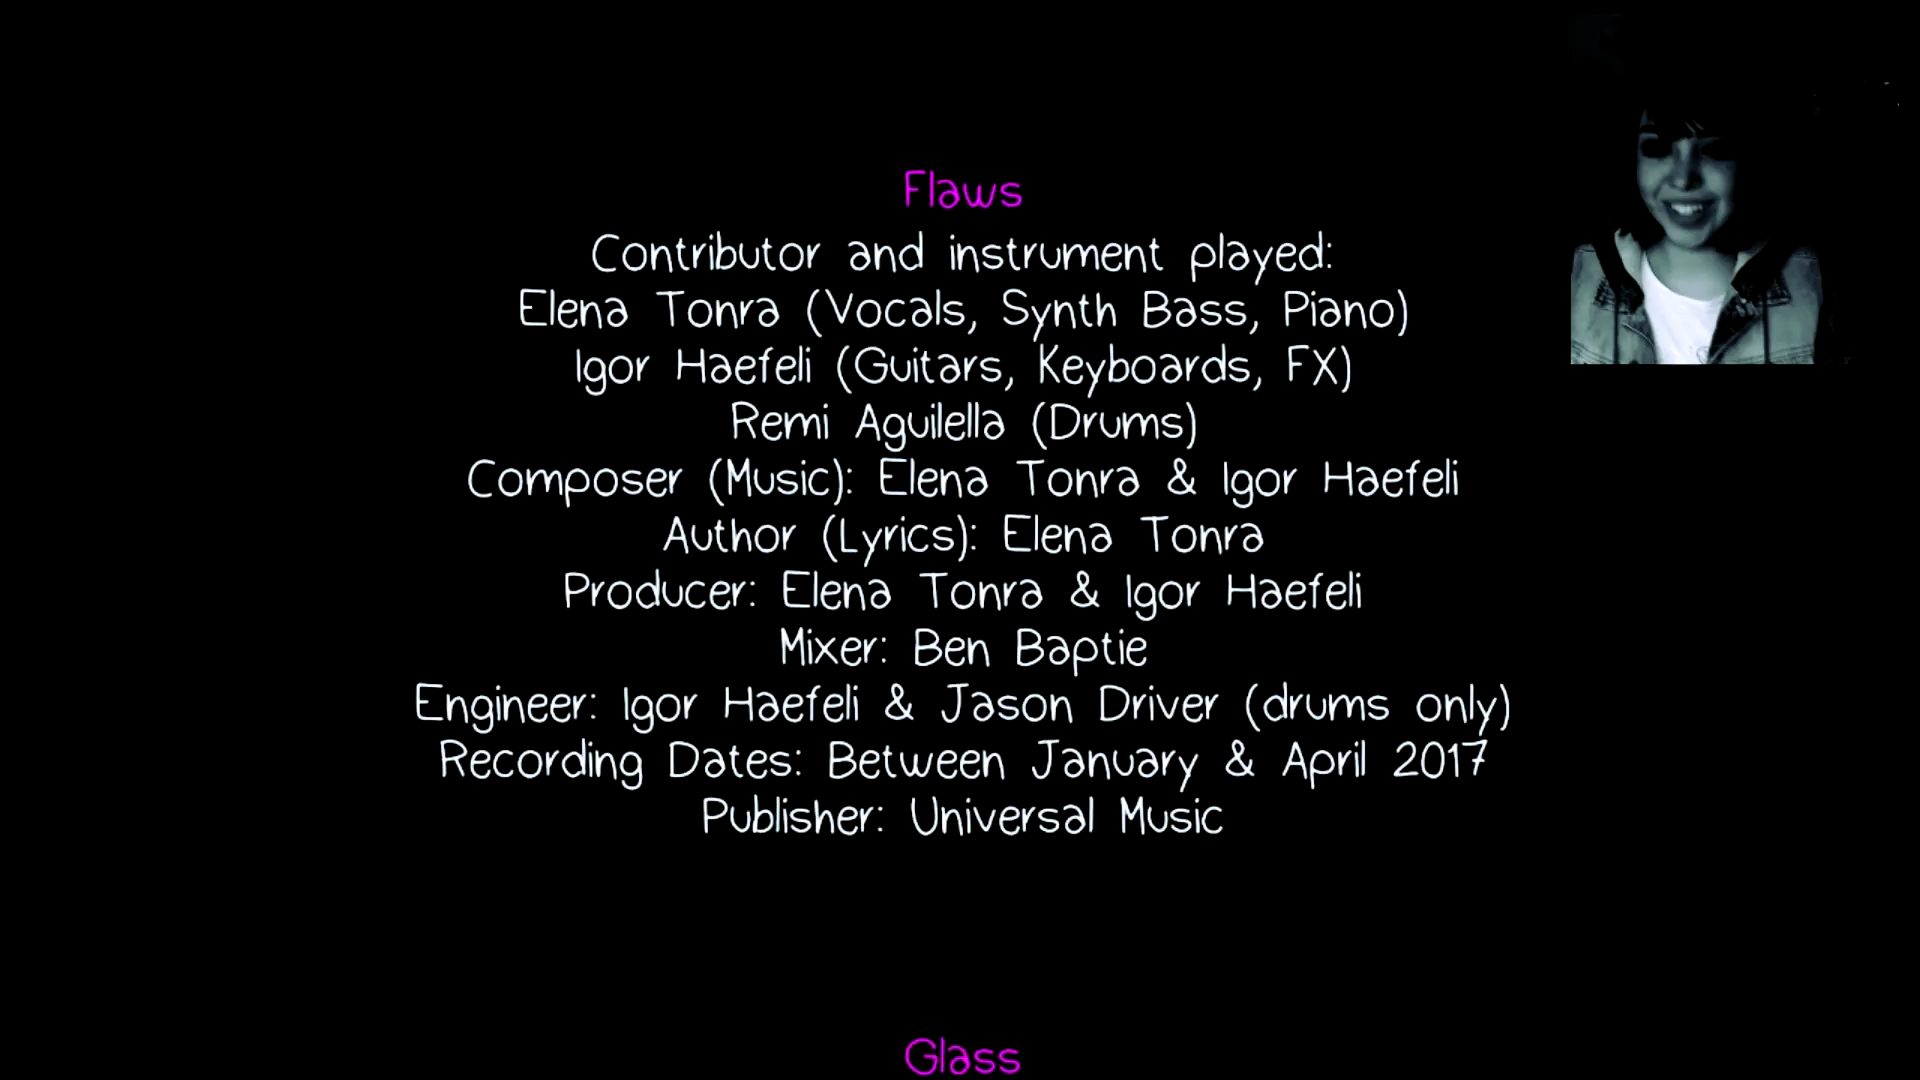 Flaws
Contributor and instrument played:
Elena Tonra (Vocals, Synth Bass, Piano)
Igor Haefeli (Guitars, Keyboards, FX)
Remi Aguilella (Drums)
Composer (Music): Elena Tonra & Igor Haefeli
Author (Lyrics): Elena Tonra
Producer: Elena Tonra & Igor Haefeli
Mixer: Ben Baptie
Engineer: Igor Haefeli & Jason Driver (drums only)
Recording Dates: Between January & April 2017
Publisher: Universal Music
Glass